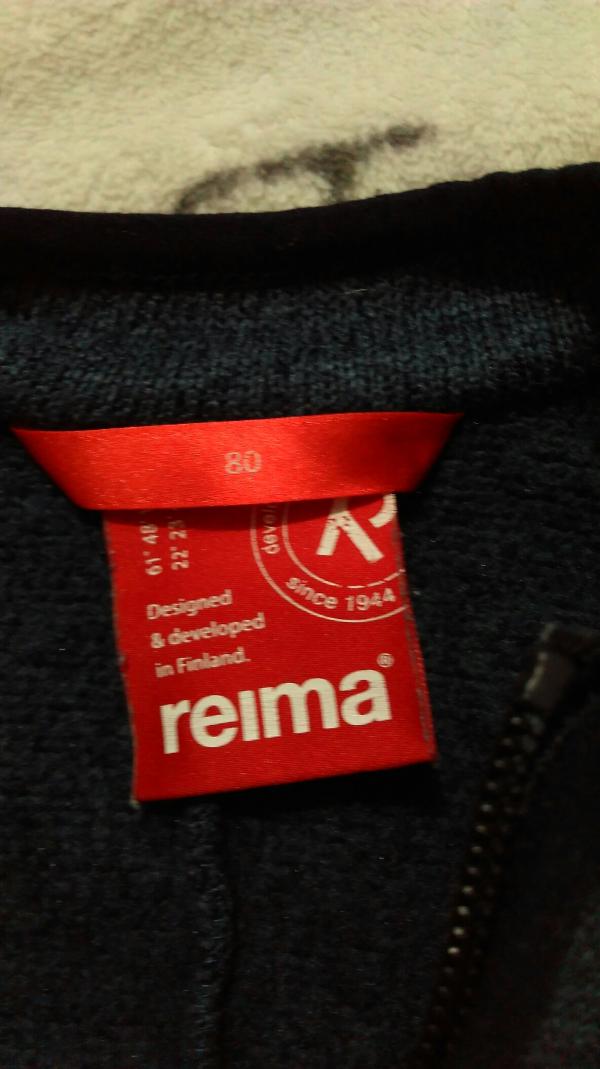 80
61° 48'
22° 23'
since 1944
Designed
& developed
in Finland.
reima®